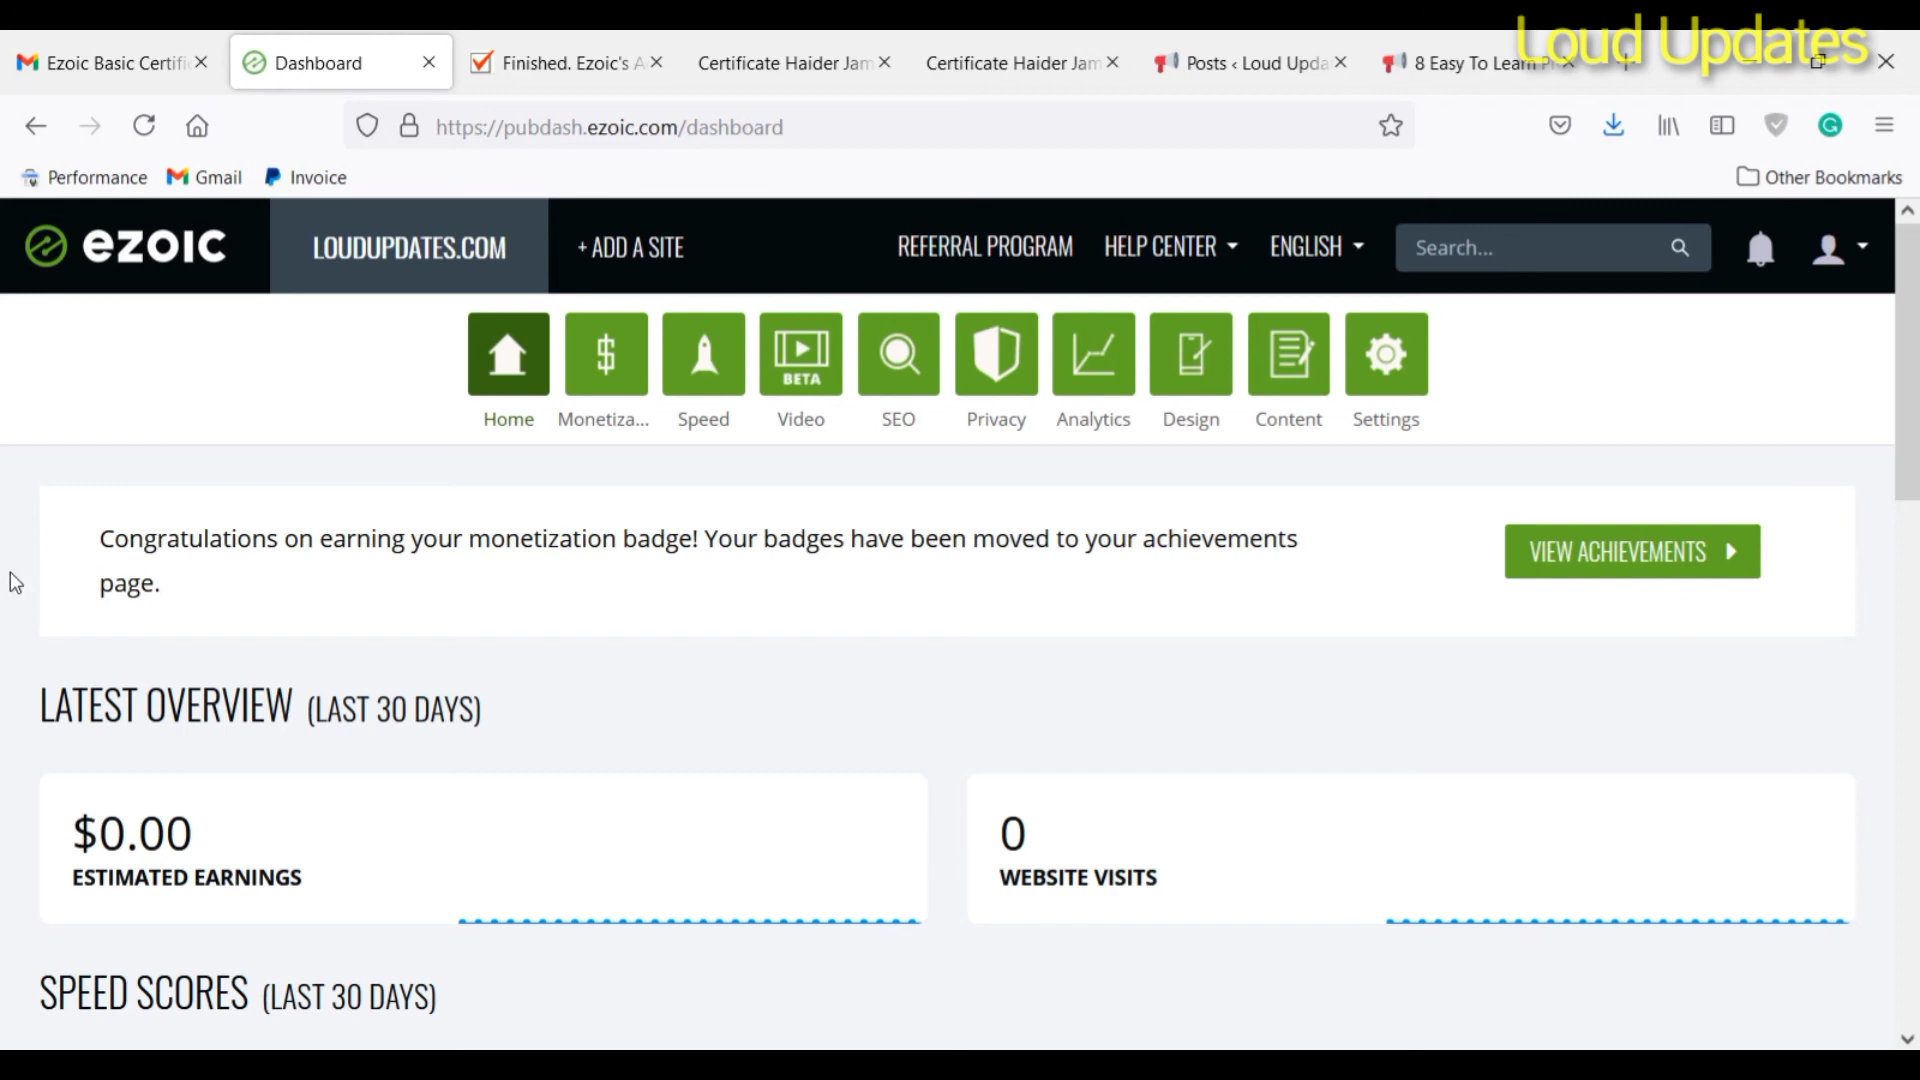 Loud Updates
Ezoic Basic Certifi
Dashboard
Finished. Ezoic's A
Certificate Haider Jam
Certificate Haider Jam
Posts ‹ Loud Upda
8 Easy To Learn
https://pubdash.ezoic.com/dashboard
Performance
Gmail
Invoice
Other Bookmarks
ezoic
LOUDUPDATES.COM
+ ADD A SITE
REFERRAL PROGRAM
HELP CENTER
ENGLISH
Search...
BETA
Home
Monetiza...
Speed
Video
SEO
Privacy
Analytics
Design
Content
Settings
Congratulations on earning your monetization badge! Your badges have been moved to your achievements
page.
VIEW ACHIEVEMENTS
LATEST OVERVIEW (LAST 30 DAYS)
$0.00
ESTIMATED EARNINGS
0
WEBSITE VISITS
SPEED SCORES (LAST 30 DAYS)